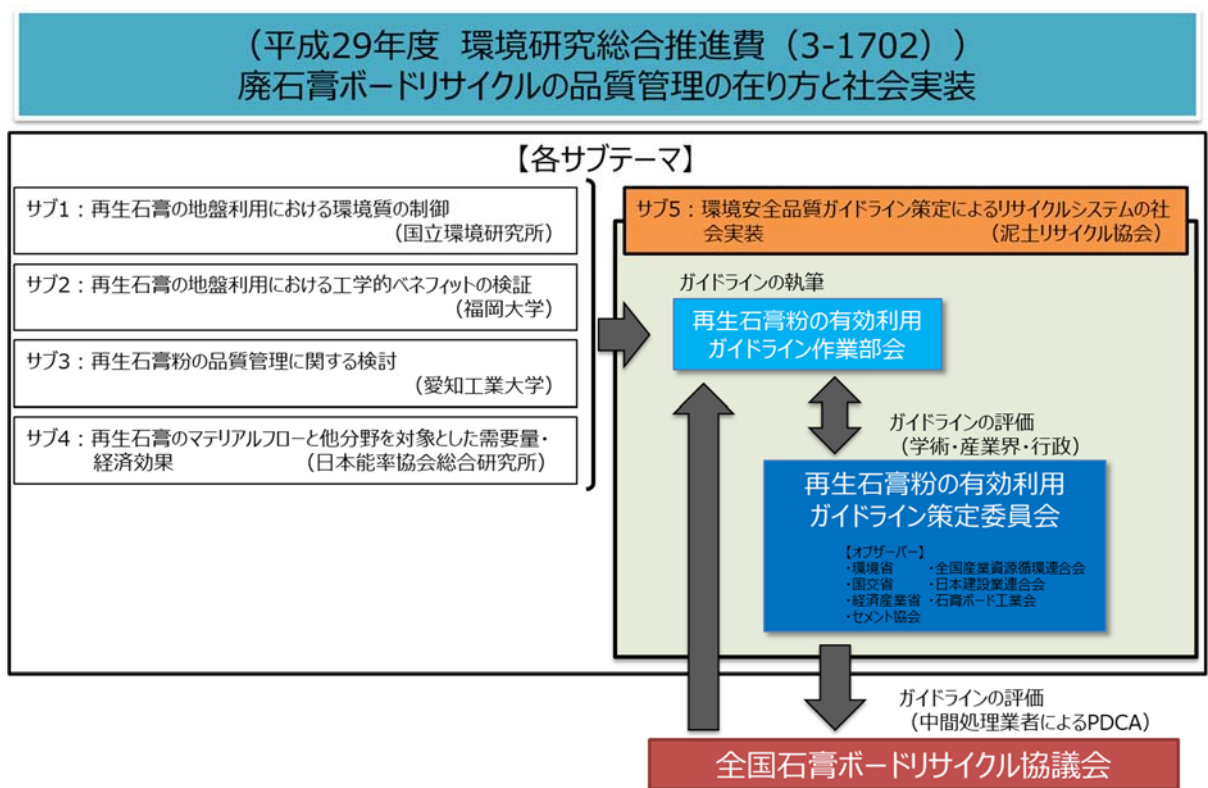 (平成29年度 環境研究総合推進費(3-1702))
廃石膏ボードリサイクルの品質管理の在り方と社会実装
【各サブテーマ】
サブ1:再生石膏の地盤利用における環境質の制御
(国立環境研究所)
サブ2:再生石膏の地盤利用における工学的ベネフィットの検証
(福岡大学)
サブ3:再生石膏粉の品質管理に関する検討
(愛知工業大学)
サブ4:再生石膏のマテリアルフローと他分野を対象とした需要量・
経済効果 (日本能率協会総合研究所)
サブ5:環境安全品質ガイドライン策定によるリサイクルシステムの社
会実装 (泥土リサイクル協会)
ガイドラインの執筆
再生石膏粉の有効利用
ガイドライン作業部会
ガイドラインの評価
(学術・産業界・行政)
再生石膏粉の有効利用
ガイドライン策定委員会
【オブザーバー】
・環境省 ・全国産業資源循環連合会
・国交省 ・日本建設業連合会
・経済産業省 ・石膏ボード工業会
・セメント協会
ガイドラインの評価
(中間処理業者によるPDCA)
全国石膏ボードリサイクル協議会